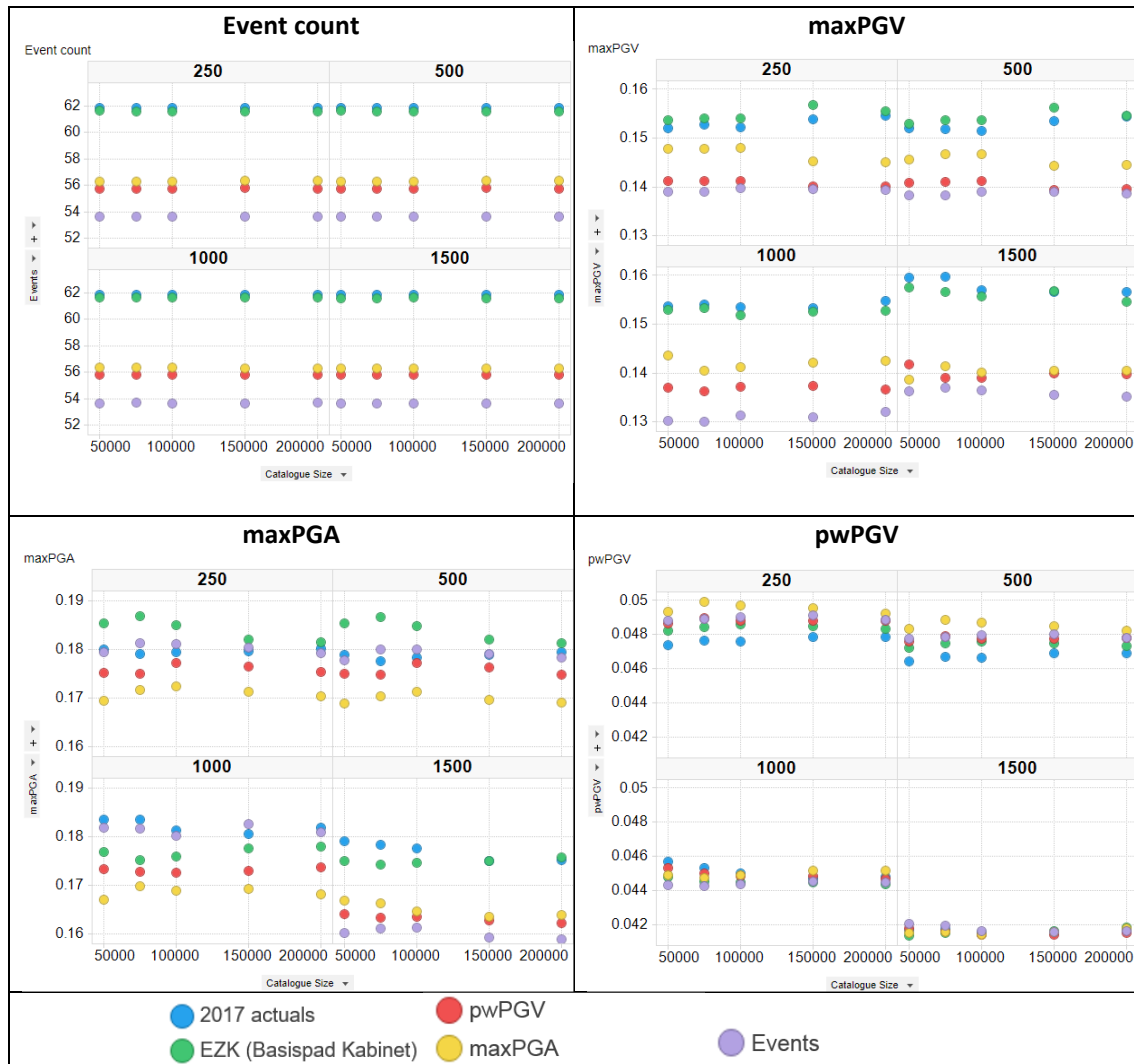 Event count
Event count
250 500
62
60
58
56
54
52
1000 1500
62
60
58
56
54
52
Events
50000 100000 150000 200000 50000 100000 150000 200000
Catalogue Size
maxPGV
maxPGV
250 500
0.16
0.15
0.14
0.13
1000 1500
0.16
0.15
0.14
0.13
maxPGV
50000 100000 150000 200000 50000 100000 150000 200000
Catalogue Size
maxPGA
maxPGA
250 500
0.19
0.18
0.17
0.16
1000 1500
0.19
0.18
0.17
0.16
maxPGA
50000 100000 150000 200000 50000 100000 150000 200000
Catalogue Size
pwPGV
pwPGV
250 500
0.05
0.048
0.046
0.044
0.042
1000 1500
0.05
0.048
0.046
0.044
0.042
pwPGV
50000 100000 150000 200000 50000 100000 150000 200000
Catalogue Size
2017 actuals pwPGV
EZK (Basispad Kabinet) maxPGA Events